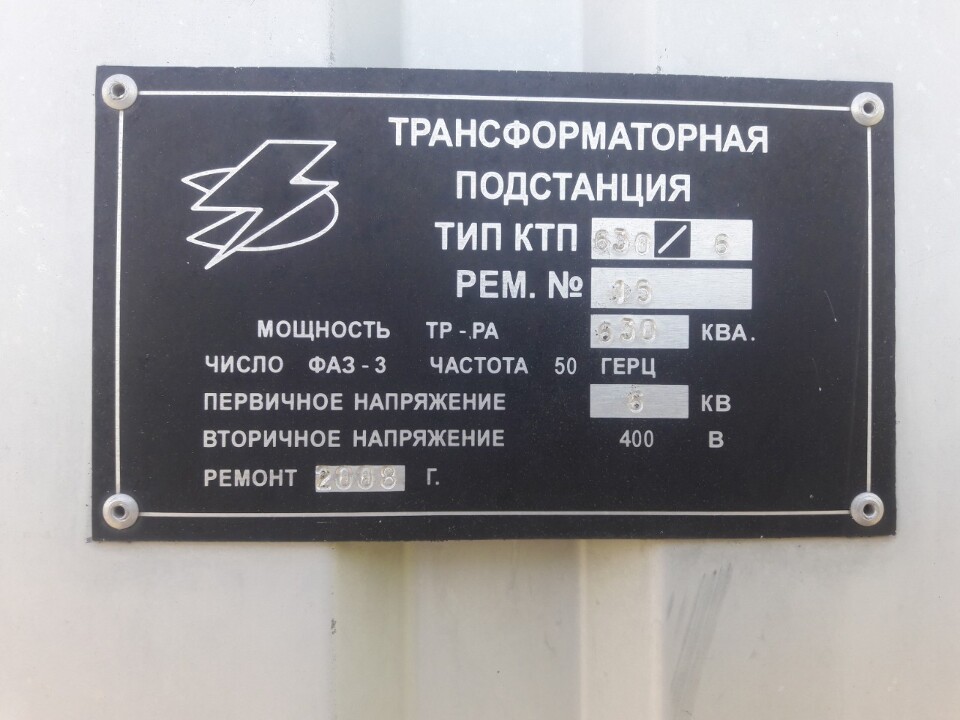 ТРАНСФОРМАТОРНАЯ
ПОДСТАНЦИЯ
ТИП КТП 630/6
РЕМ. № 15
МОЩНОСТЬ ТР-РА 630 КВА.
ЧИСЛО ФАЗ-3 ЧАСТОТА 50 ГЕРЦ
ПЕРВИЧНОЕ НАПРЯЖЕНИЕ 6 КВ
ВТОРИЧНОЕ НАПРЯЖЕНИЕ 400 В
РЕМОНТ 2008 Г.